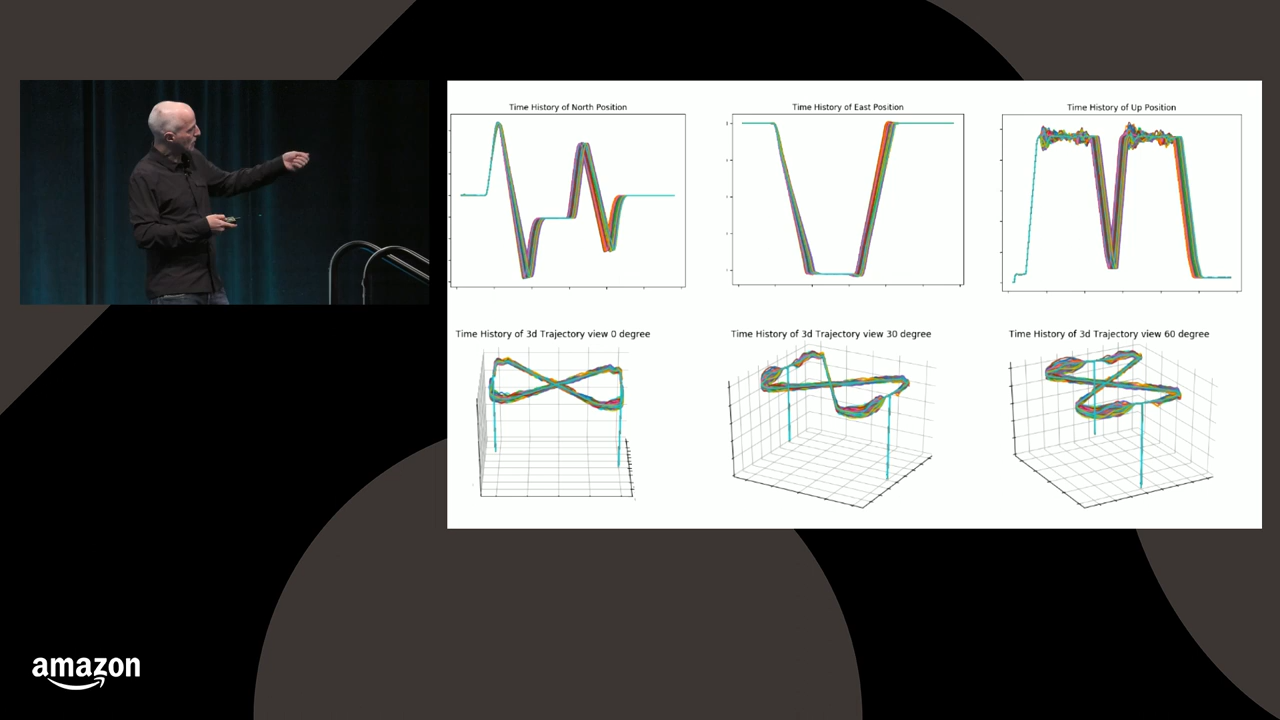 Time History of North Position
Time History of East Position
Time History of Up Position
Time History of 3d Trajectory view 0 degree
Time History of 3d Trajectory view 30 degree
Time History of 3d Trajectory view 60 degree
amazon